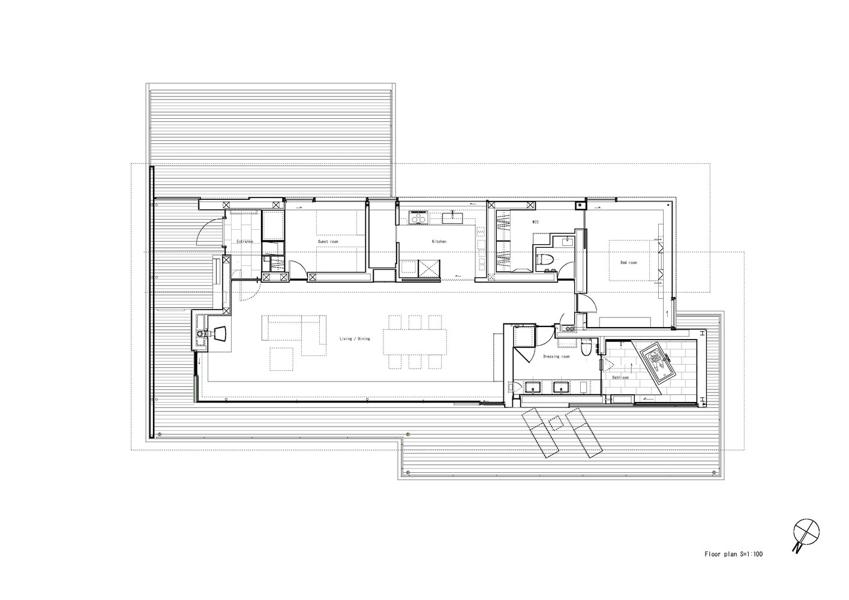 WIC
Entrance
Guest room
Kitchen
Bed room
Living / Dining
Dressing room
Bathroom
N
Floor plan S=1:100